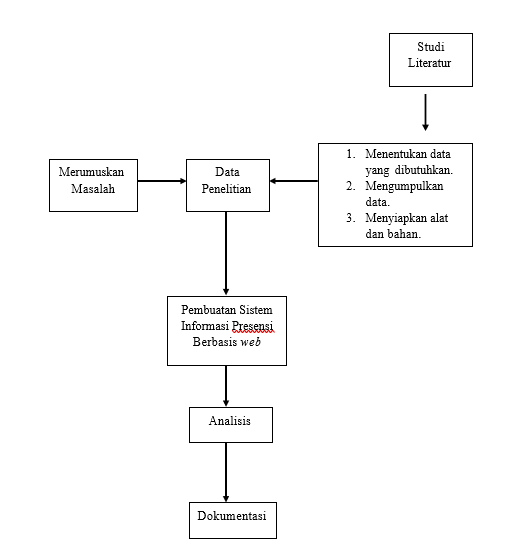 Studi
Literatur
1. Menentukan data
yang dibutuhkan.
2. Mengumpulkan
data.
3. Menyiapkan alat
dan bahan.
Merumuskan
Masalah
Data
Penelitian
Pembuatan Sistem
Informasi Presensi
Berbasis web
Analisis
Dokumentasi